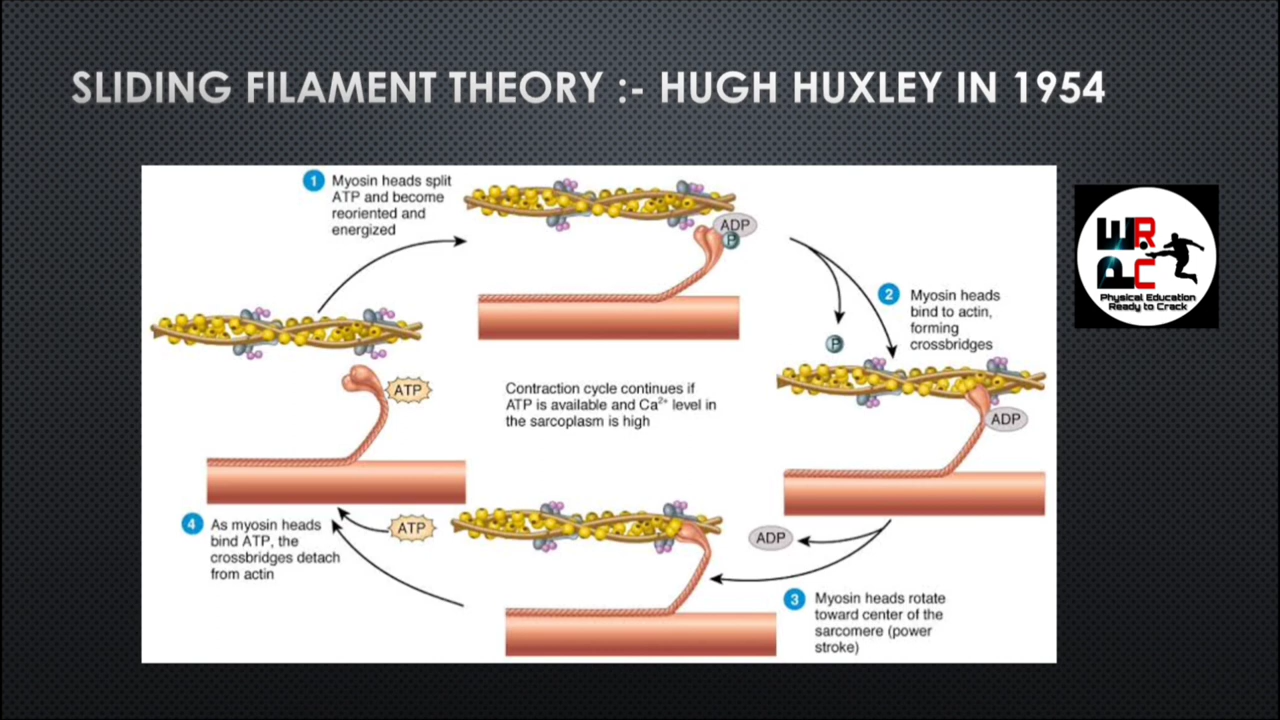 SLIDING FILAMENT THEORY :- HUGH HUXLEY IN 1954
1 Myosin heads split
ATP and become
reoriented and
energized
ADP
P
2 Myosin heads
bind to actin,
forming
crossbridges
P
ATP
Contraction cycle continues if
ATP is available and Ca²⁺ level in
the sarcoplasm is high
ADP
4 As myosin heads
bind ATP, the
crossbridges detach
from actin
ATP
ADP
3 Myosin heads rotate
toward center of the
sarcomere (power
stroke)
PERC
Physical Education
Ready to Crack